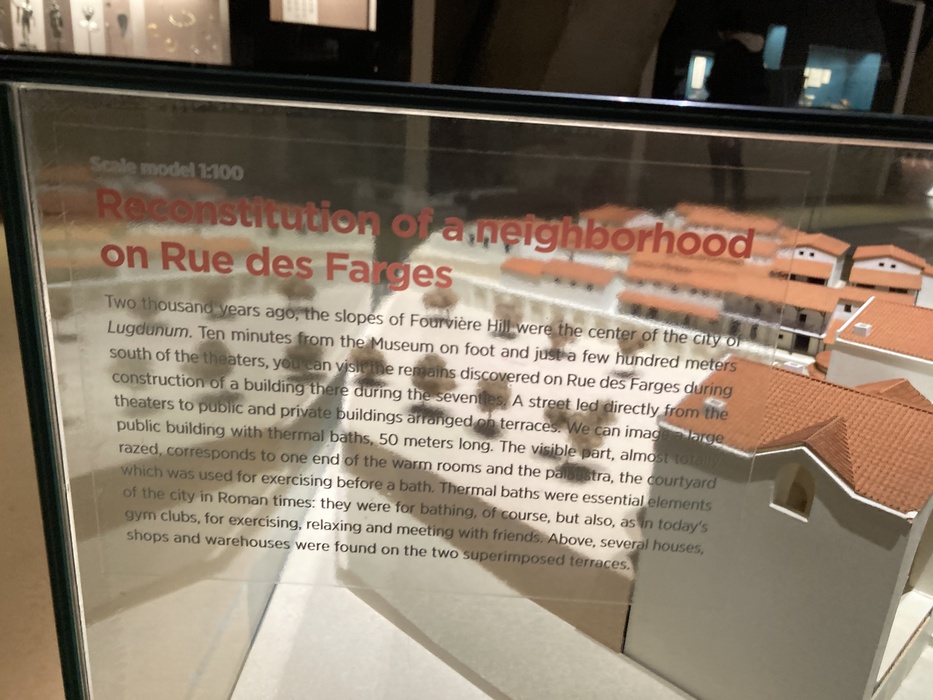 Scale model 1:100
Reconstitution of a neighborhood
on Rue des Farges
Two thousand years ago, the slopes of Fourvière Hill were the center of the city of
Lugdunum. Ten minutes from the Museum on foot and just a few hundred meters
south of the theaters, you can visit the remains discovered on Rue des Farges during
construction of a building there during the seventies. A street led directly from the
theaters to public and private buildings arranged on terraces. We can imagine a large
public building with thermal baths, 50 meters long. The visible part, almost totally
razed, corresponds to one end of the warm rooms and the palaestra, the courtyard
which was used for exercising before a bath. Thermal baths were essential elements
of the city in Roman times: they were for bathing, of course, but also, as in today's
gym clubs, for exercising, relaxing and meeting with friends. Above, several houses,
shops and warehouses were found on the two superimposed terraces.